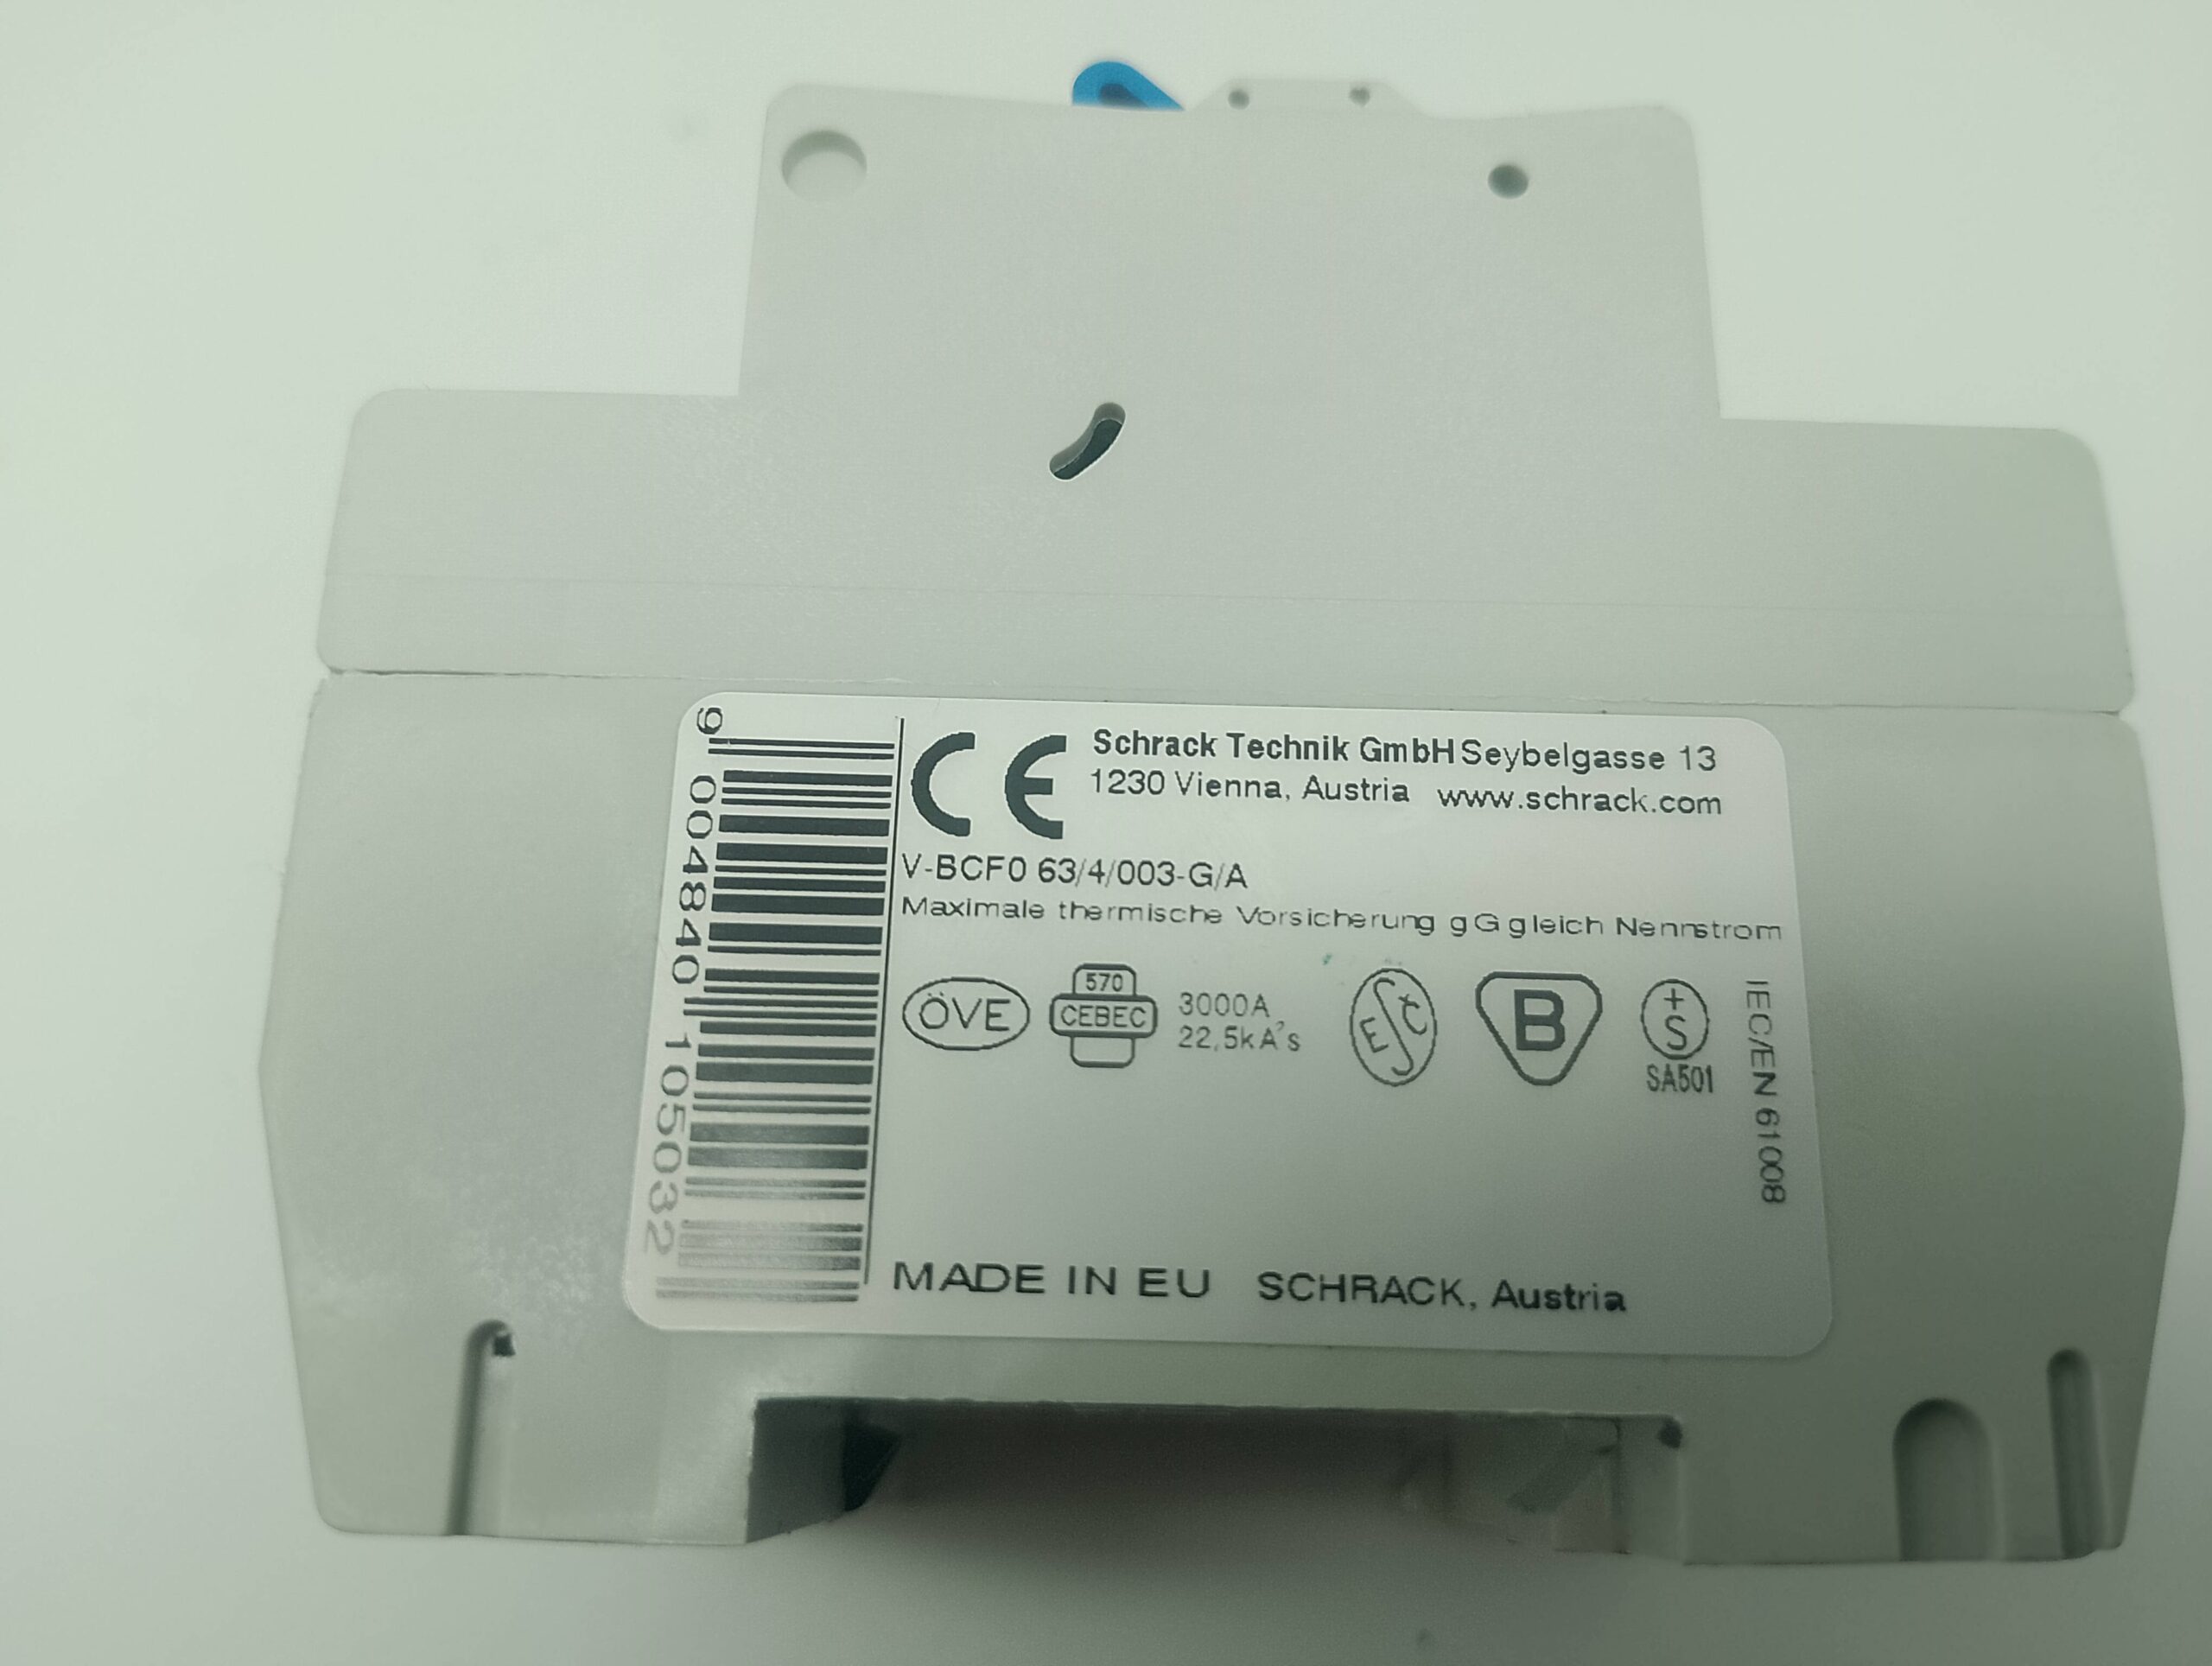 9 004840 105032
CE
Schrack Technik GmbH Seybelgasse 13
1230 Vienna, Austria www.schrack.com
V-BCF0 63/4/003-G/A
Maximale thermische Vorsicherung gG gleich Nennstrom
ÖVE
570
CEBEC
3000A
22,5kA²s
B
+S
SA501
IEC/EN 61008
MADE IN EU SCHRACK, Austria